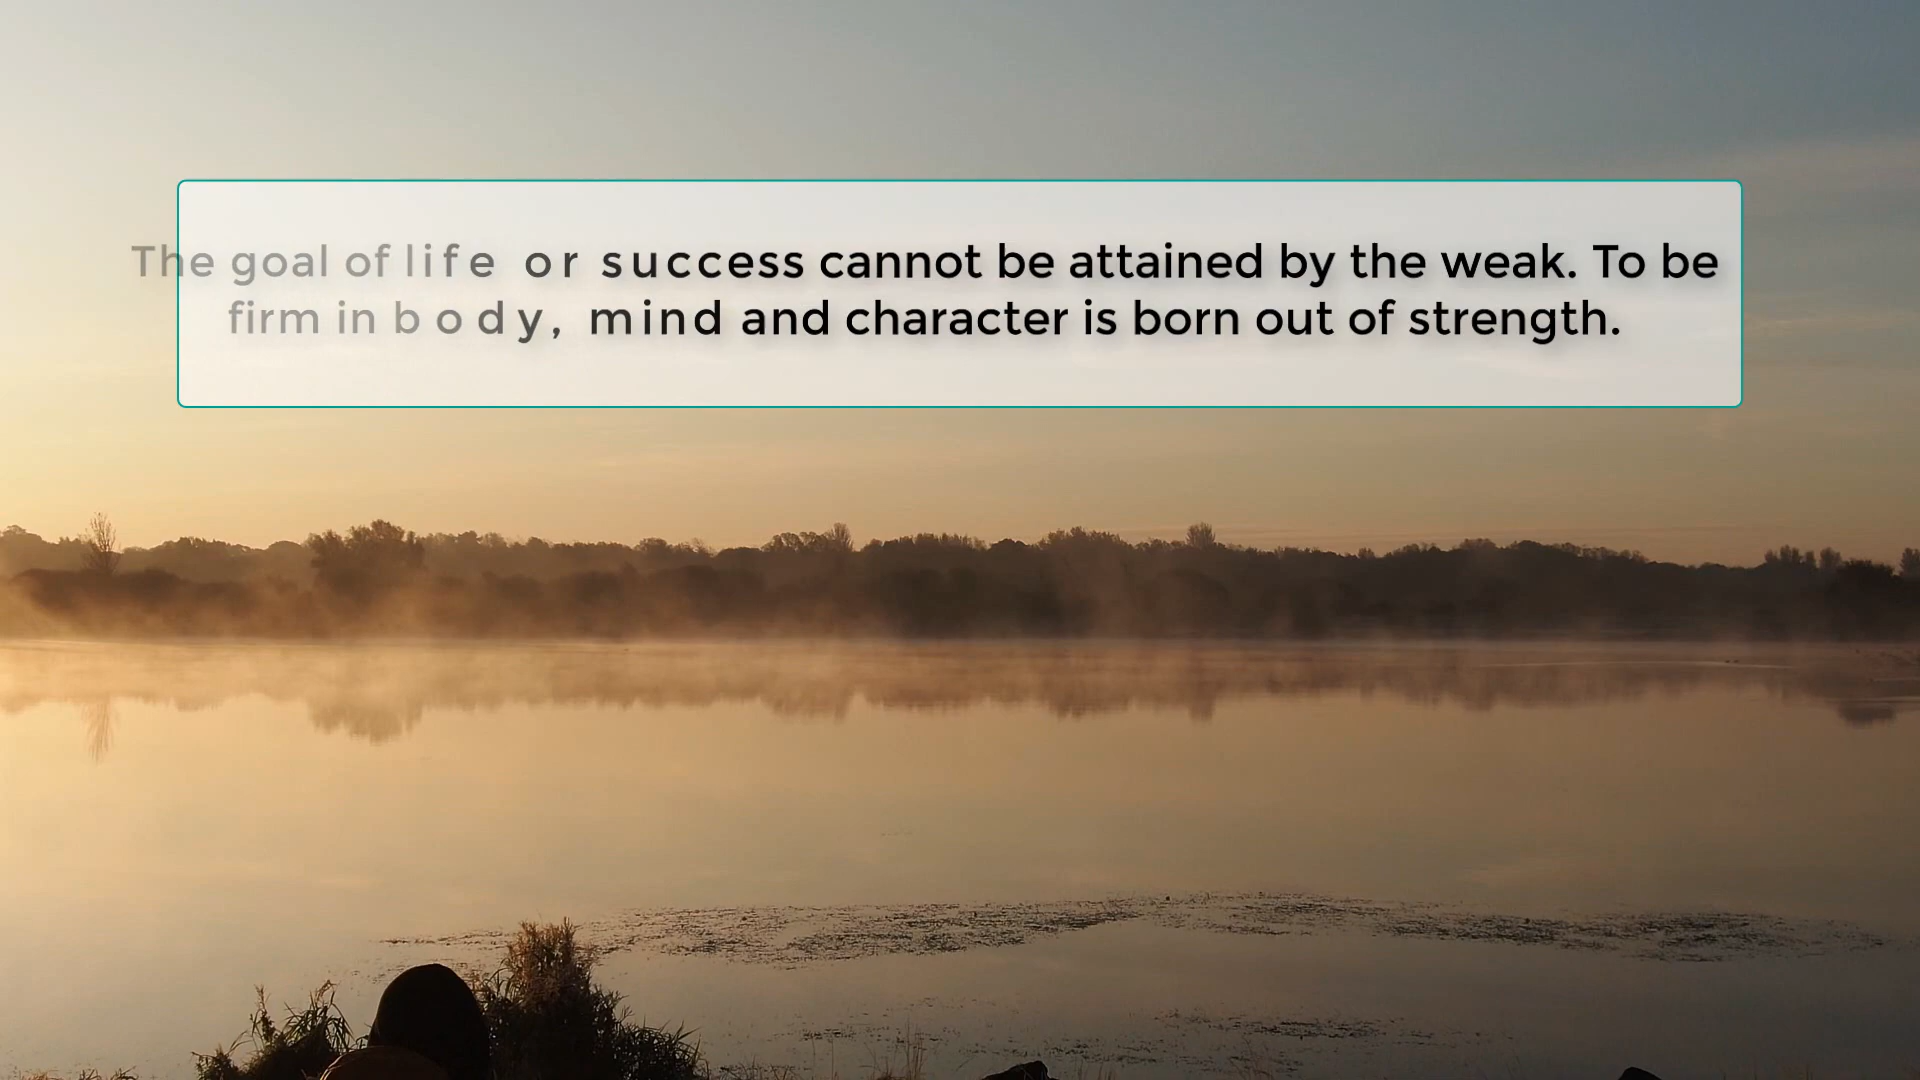 The goal of life or success cannot be attained by the weak. To be
firm in body, mind and character is born out of strength.